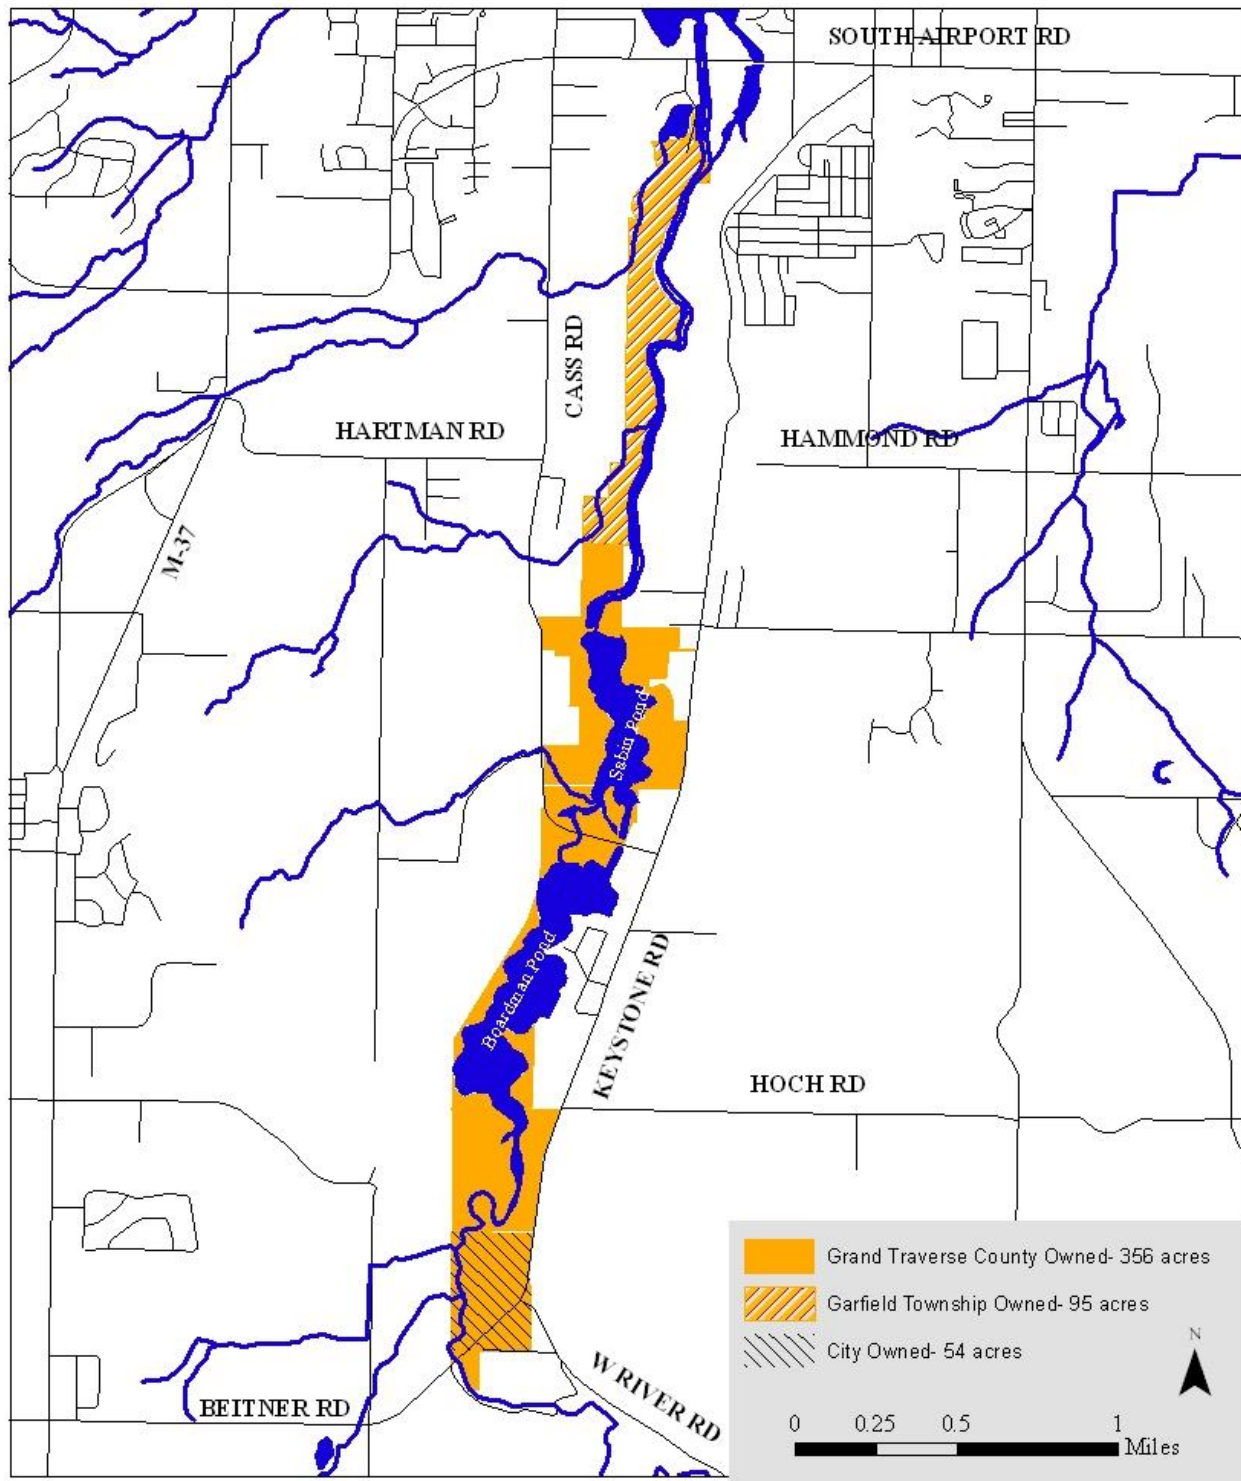 SOUTH AIRPORT RD
CASS RD
HARTMAN RD
HAMMOND RD
M-37
Sabin Pond
Boardman Pond
KEYSTONE RD
HOCH RD
Grand Traverse County Owned- 356 acres
Garfield Township Owned- 95 acres
City Owned- 54 acres
N
W RIVER RD
BEITNER RD
0 0.25 0.5 1
Miles